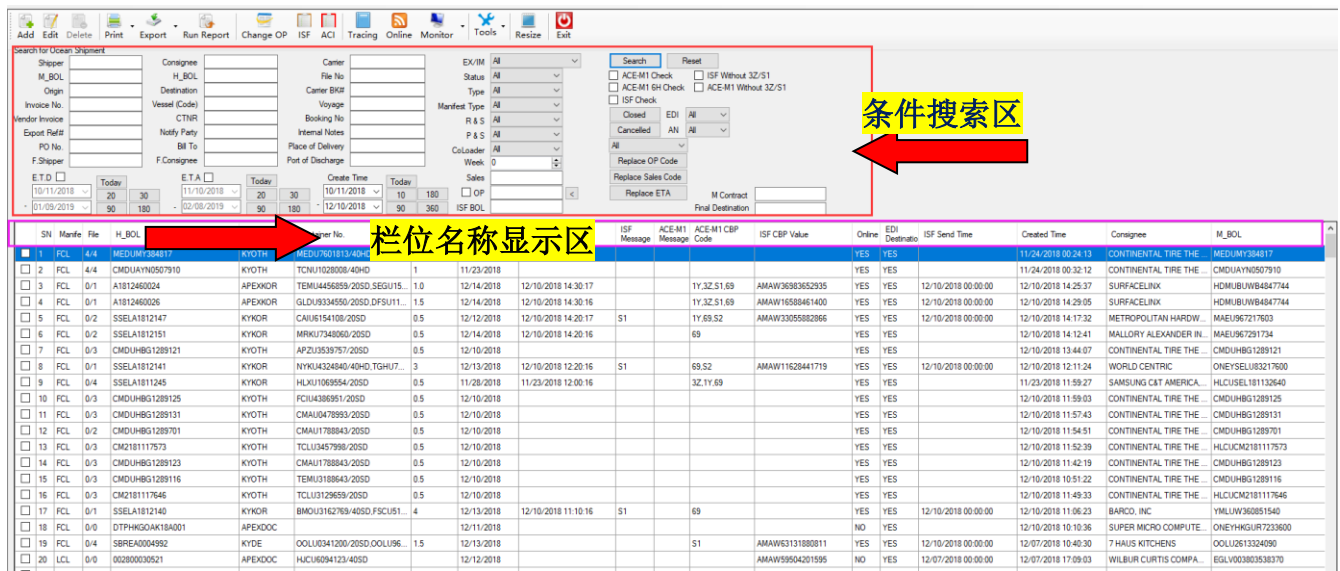 Add Edit Delete Print Export Run Report Change OP ISF ACI Tracing Online Monitor Tools Resize Exit
Search for Ocean Shipment
Shipper Consignee Carrier EX/IM All Search Reset
M_BOL H_BOL File No Status All ACE-M1 Check ISF Without 3Z/S1
Origin Destination Carrier BK# Type All ACE-M1 6H Check ACE-M1 Without 3Z/S1
Invoice No. Vessel (Code) Voyage Manifest Type All ISF Check
Vendor Invoice CTNR Booking No R & S All Closed EDI All
Export Ref# Notify Party Internal Notes P & S All Cancelled AN All
PO No. Bill To Place of Delivery CoLoader All All
F.Shipper F.Consignee Port of Discharge Week 0 Replace OP Code
E.T.D Today E.T.A Today Create Time Today Sales Replace Sales Code
10/11/2018 20 30 11/10/2018 20 30 10/11/2018 10 180 OP < Replace ETA M Contract
- 01/09/2019 90 180 - 02/08/2019 90 180 - 12/10/2018 90 360 ISF BOL Final Destination
条件搜索区
栏位名称显示区
SN Manife File H_BOL ainer No. ISF Message ACE-M1 Message ACE-M1 CBP Code ISF CBP Value Online EDI Destinatio ISF Send Time Created Time Consignee M_BOL
1 FCL 4/4 MEDUMY384817 KYOTH MEDU7601813/40HD YES YES 11/24/2018 00:24:13 CONTINENTAL TIRE THE ... MEDUMY384817
2 FCL 4/4 CMDUAYN0507910 KYOTH TCNU1028008/40HD 1 11/23/2018 YES YES 11/24/2018 00:32:12 CONTINENTAL TIRE THE ... CMDUAYN0507910
3 FCL 0/1 A1812460024 APEXKOR TEMU4456859/20SD,SEGU15... 1.0 12/14/2018 12/10/2018 14:30:17 1Y,3Z,S1,69 AMAW36983652935 YES YES 12/10/2018 00:00:00 12/10/2018 14:25:37 SURFACELINX HDMUBUWB4847744
4 FCL 0/1 A1812460026 APEXKOR GLDU9334550/20SD,DFSU11... 1.5 12/14/2018 12/10/2018 14:30:16 1Y,3Z,S1,69 AMAW16588461400 YES YES 12/10/2018 00:00:00 12/10/2018 14:29:05 SURFACELINX HDMUBUWB4847744
5 FCL 0/2 SSELA1812147 KYKOR CAIU6154108/20SD 0.5 12/12/2018 12/10/2018 14:20:17 S1 1Y,69,S2 AMAW33055882866 YES YES 12/10/2018 00:00:00 12/10/2018 14:17:32 METROPOLITAN HARDW... MAEU967217603
6 FCL 0/2 SSELA1812151 KYKOR MRKU7348060/20SD 0.5 12/14/2018 12/10/2018 14:20:16 69 YES YES 12/10/2018 14:12:41 MALLORY ALEXANDER IN... MAEU967291734
7 FCL 0/3 CMDUHBG1289121 KYOTH APZU3539757/20SD 0.5 12/10/2018 YES YES 12/10/2018 13:44:07 CONTINENTAL TIRE THE ... CMDUHBG1289121
8 FCL 0/1 SSELA1812141 KYKOR NYKU4324840/40HD,TGHU7... 3 12/13/2018 12/10/2018 12:20:16 S1 69,S2 AMAW11628441719 YES YES 12/10/2018 00:00:00 12/10/2018 12:11:24 WORLD CENTRIC ONEYSELU83217600
9 FCL 0/4 SSELA1811245 KYKOR HLXU1069554/20SD 0.5 11/28/2018 11/23/2018 12:00:16 3Z,1Y,69 YES YES 11/23/2018 11:59:27 SAMSUNG C&T AMERICA,... HLCUSEL181132640
10 FCL 0/3 CMDUHBG1289125 KYOTH FCIU4386951/20SD 0.5 12/10/2018 YES YES 12/10/2018 11:59:03 CONTINENTAL TIRE THE ... CMDUHBG1289125
11 FCL 0/3 CMDUHBG1289131 KYOTH CMAU0478993/20SD 0.5 12/10/2018 YES YES 12/10/2018 11:57:43 CONTINENTAL TIRE THE ... CMDUHBG1289131
12 FCL 0/2 CMDUHBG1289701 KYOTH CMAU1788843/20SD 0.5 12/10/2018 YES YES 12/10/2018 11:54:51 CONTINENTAL TIRE THE ... CMDUHBG1289701
13 FCL 0/3 CM2181117573 KYOTH TCLU3457998/20SD 0.5 12/10/2018 YES YES 12/10/2018 11:52:39 CONTINENTAL TIRE THE ... HLCUCM2181117573
14 FCL 0/3 CMDUHBG1289123 KYOTH CMAU1788843/20SD 0.5 12/10/2018 YES YES 12/10/2018 11:42:19 CONTINENTAL TIRE THE ... CMDUHBG1289123
15 FCL 0/3 CMDUHBG1289116 KYOTH TEMU3188643/20SD 0.5 12/10/2018 YES YES 12/10/2018 10:51:22 CONTINENTAL TIRE THE ... CMDUHBG1289116
16 FCL 0/3 CM2181117646 KYOTH TCLU3129659/20SD 0.5 12/10/2018 YES YES 12/10/2018 11:49:33 CONTINENTAL TIRE THE ... HLCUCM2181117646
17 FCL 0/1 SSELA1812140 KYKOR BMOU3162769/40SD,FSCU51... 4 12/13/2018 12/10/2018 11:10:16 S1 69 YES YES 12/10/2018 00:00:00 12/10/2018 11:06:23 BARCO, INC YMLUW360851540
18 FCL 0/0 DTPHKGOAK18A001 APEXDOC 12/11/2018 NO YES 12/10/2018 10:10:36 SUPER MICRO COMPUTE... ONEYHKGUR7233600
19 FCL 0/4 SBREA0004992 KYDE OOLU0341200/20SD,OOLU96... 1.5 12/13/2018 S1 AMAW63131880811 YES YES 12/10/2018 00:00:00 12/07/2018 10:40:30 7 HAUS KITCHENS OOLU2613324090
20 LCL 0/0 002800030521 APEXDOC HJCU6094123/40SD 12/12/2018 AMAW59504201595 NO YES 12/07/2018 00:00:00 12/07/2018 17:09:03 WILBUR CURTIS COMPA... EGLV003803538370